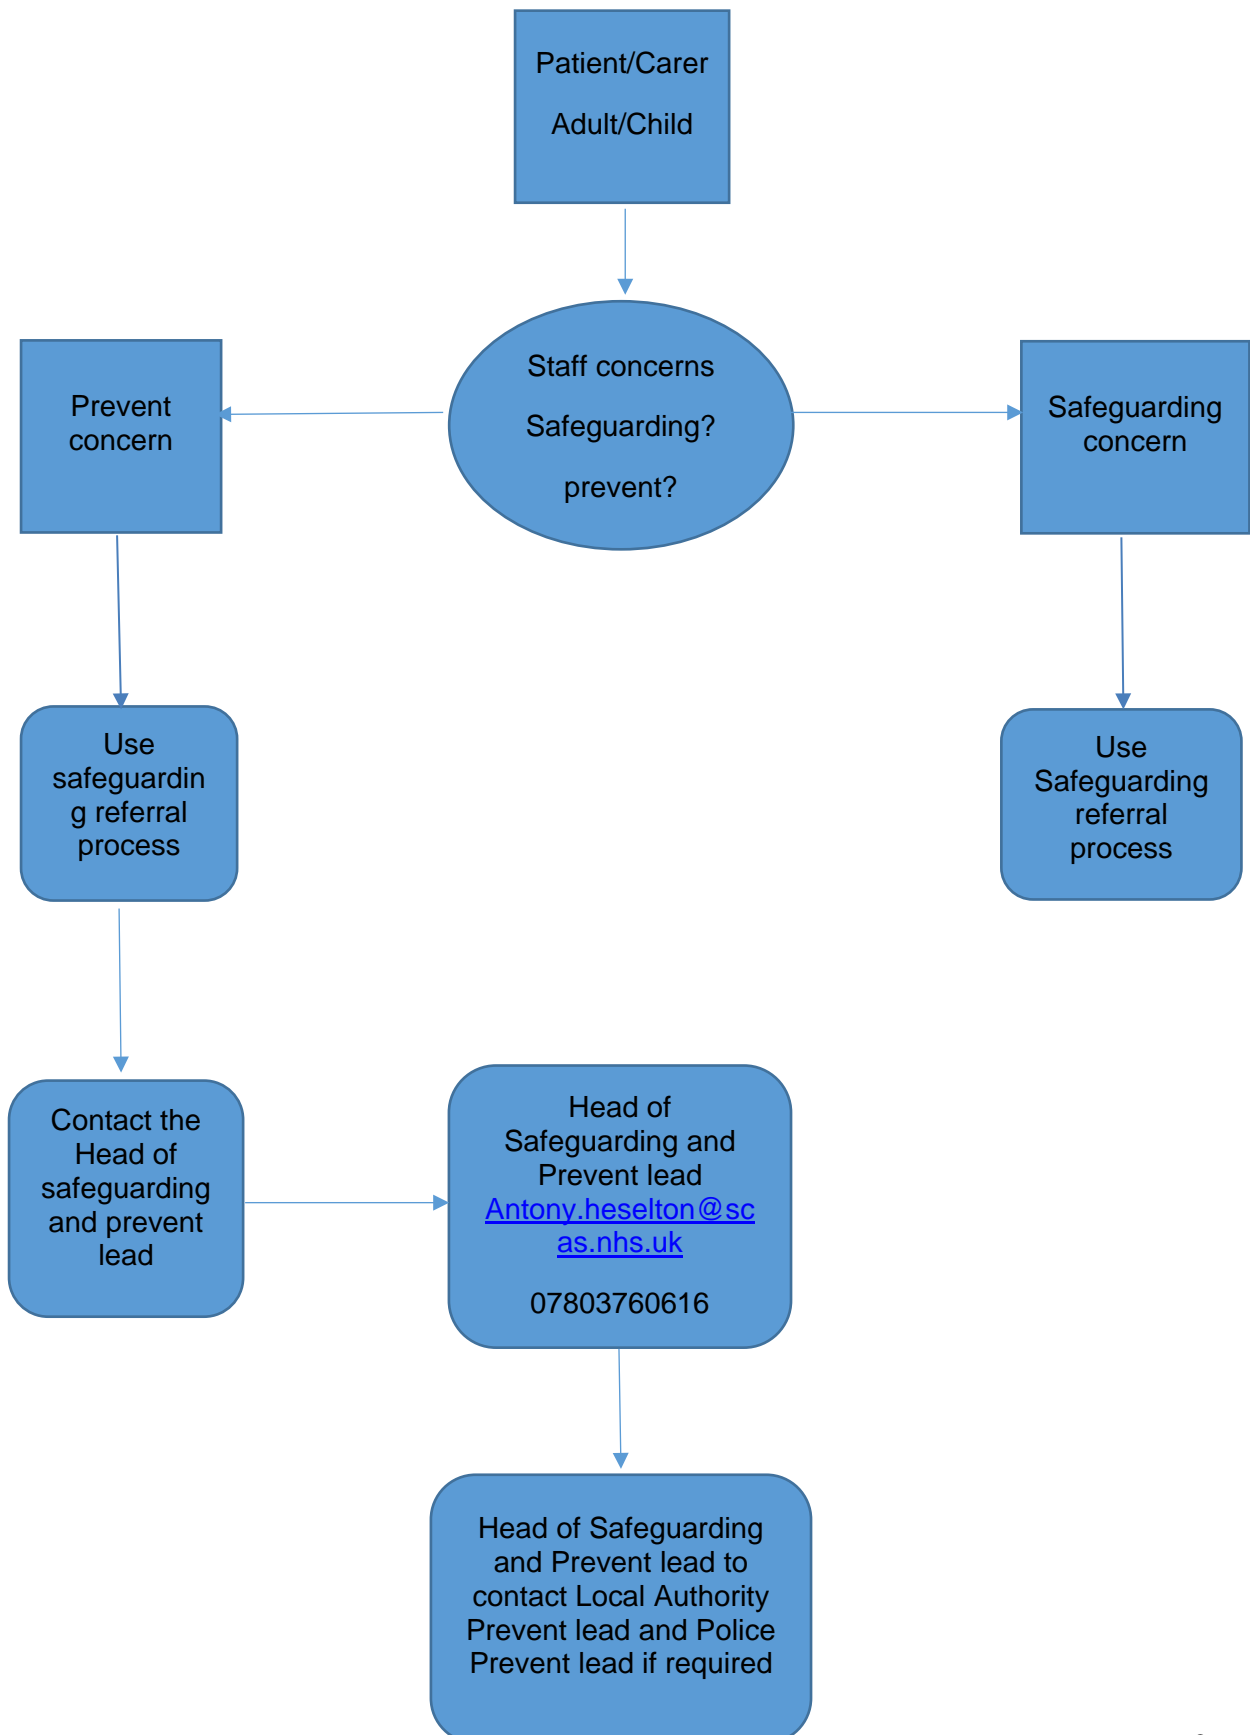 Patient/Carer
Adult/Child
Staff concerns
Safeguarding?
prevent?
Prevent
concern
Safeguarding
concern
Use
safeguardin
g referral
process
Use
Safeguarding
referral
process
Contact the
Head of
safeguarding
and prevent
lead
Head of
Safeguarding and
Prevent lead
Antony.heselton@sc
as.nhs.uk
07803760616
Head of Safeguarding
and Prevent lead to
contact Local Authority
Prevent lead and Police
Prevent lead if required